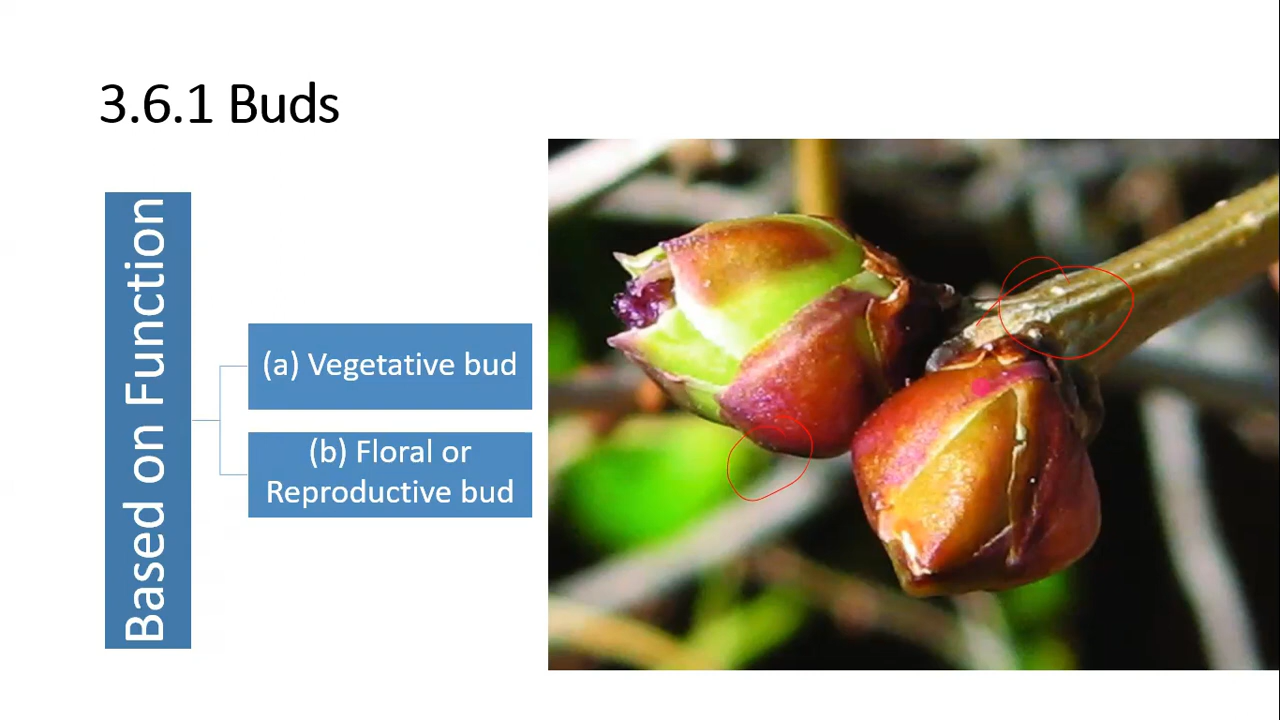 3.6.1 Buds
Based on Function
(a) Vegetative bud
(b) Floral or
Reproductive bud